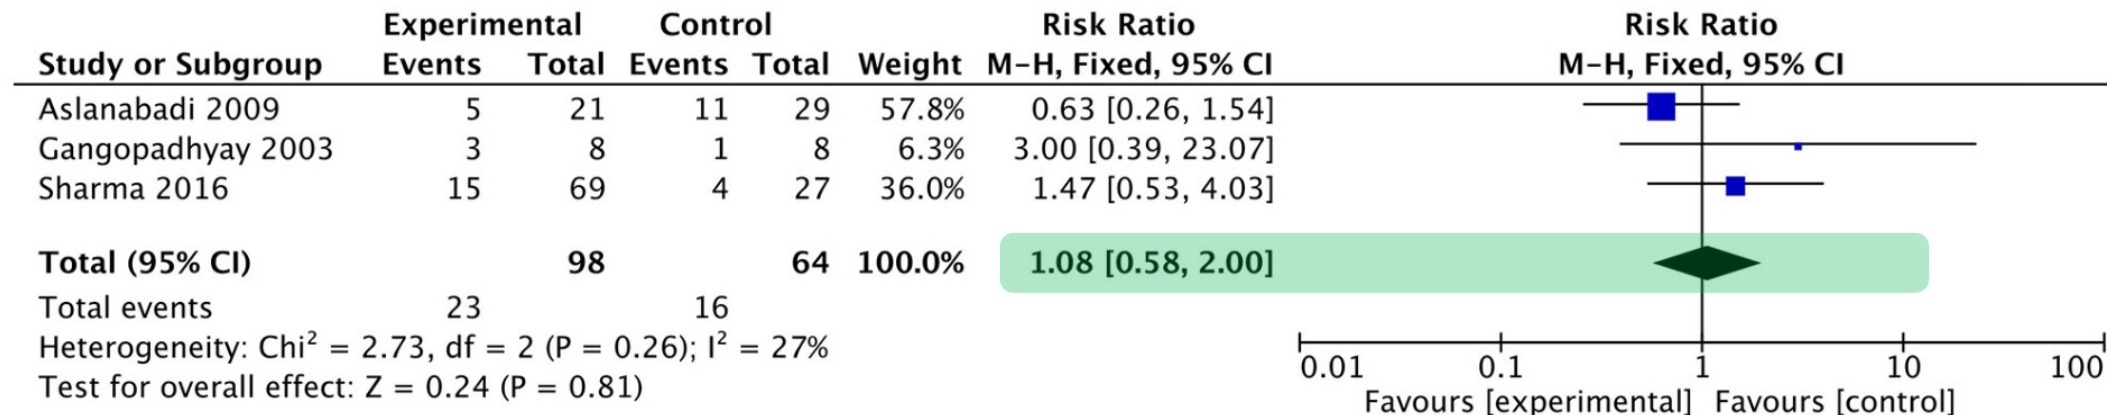 Experimental Control Risk Ratio Risk Ratio
Study or Subgroup Events Total Events Total Weight M-H, Fixed, 95% CI M-H, Fixed, 95% CI
Aslanabadi 2009 5 21 11 29 57.8% 0.63 [0.26, 1.54]
Gangopadhyay 2003 3 8 1 8 6.3% 3.00 [0.39, 23.07]
Sharma 2016 15 69 4 27 36.0% 1.47 [0.53, 4.03]
Total (95% CI) 98 64 100.0% 1.08 [0.58, 2.00]
Total events 23 16
Heterogeneity: Chi² = 2.73, df = 2 (P = 0.26); I² = 27%
Test for overall effect: Z = 0.24 (P = 0.81)
0.01 0.1 1 10 100
Favours [experimental] Favours [control]